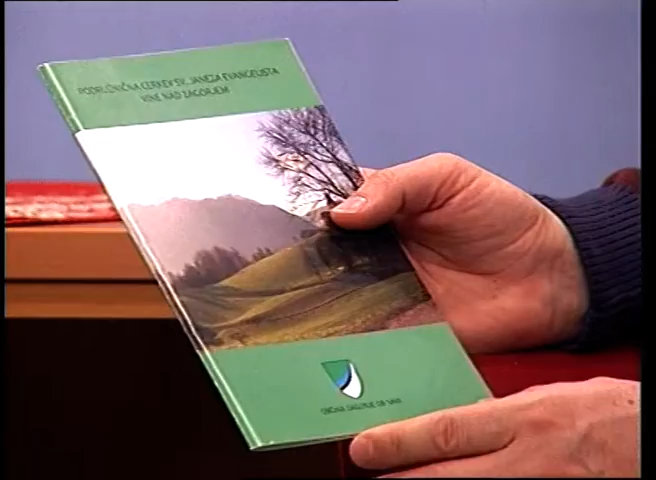 PODRUŽNIČNA CERKEV SV. JANEZA EVANGELISTA
VINE NAD ZAGORJEM
OBČINA ZAGORJE OB SAVI